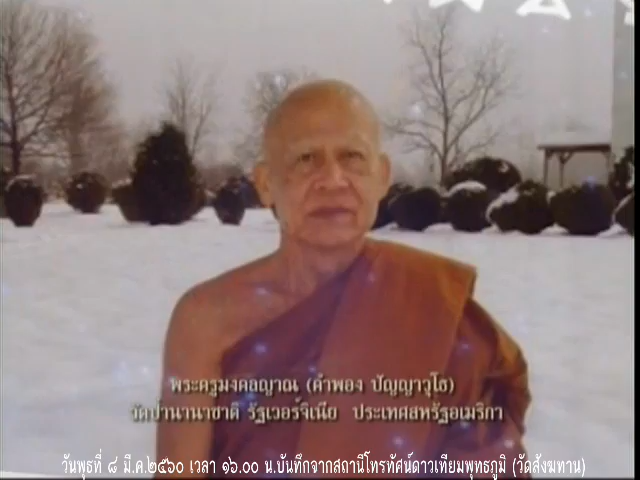 พระครูมงคลญาณ (คำพอง ปัญญาวุโธ)
วัดป่านานาชาติ รัฐเวอร์จิเนีย ประเทศสหรัฐอเมริกา
วันพุธที่ ๘ มี.ค.๒๕๖๐ เวลา ๑๖.๐๐ น.บันทึกจากสถานีโทรทัศน์ดาวเทียมพุทธภูมิ (วัดสังฆทาน)